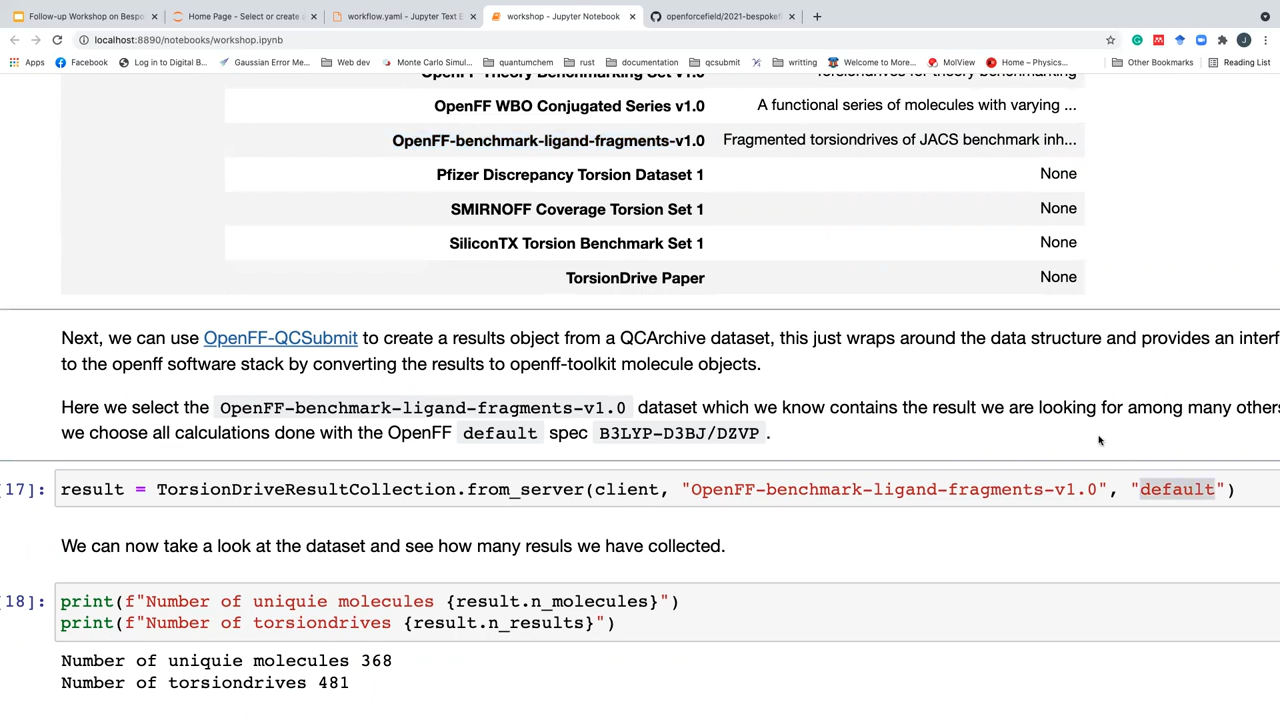 Follow-up Workshop on Bespo
Home Page - Select or create a
workflow.yaml - Jupyter Text E
workshop - Jupyter Notebook
openforcefield/2021-bespokef
localhost:8890/notebooks/workshop.ipynb
Apps
Facebook
Log in to Digital B...
Gaussian Error Me...
Web dev
Monte Carlo Simul...
quantumchem
rust
documentation
qcsubmit
writting
Welcome to More...
MolView
Home – Physics...
Other Bookmarks
Reading List
OpenFF Theory Benchmarking Set v1.0 Torsiondrives for theory benchmarking
OpenFF WBO Conjugated Series v1.0 A functional series of molecules with varying ...
OpenFF-benchmark-ligand-fragments-v1.0 Fragmented torsiondrives of JACS benchmark inh...
Pfizer Discrepancy Torsion Dataset 1 None
SMIRNOFF Coverage Torsion Set 1 None
SiliconTX Torsion Benchmark Set 1 None
TorsionDrive Paper None
Next, we can use OpenFF-QCSubmit to create a results object from a QCArchive dataset, this just wraps around the data structure and provides an interf
to the openff software stack by converting the results to openff-toolkit molecule objects.
Here we select the OpenFF-benchmark-ligand-fragments-v1.0 dataset which we know contains the result we are looking for among many others
we choose all calculations done with the OpenFF default spec B3LYP-D3BJ/DZVP .
[17]: result = TorsionDriveResultCollection.from_server(client, "OpenFF-benchmark-ligand-fragments-v1.0", "default")
We can now take a look at the dataset and see how many resuls we have collected.
[18]: print(f"Number of uniquie molecules {result.n_molecules}")
print(f"Number of torsiondrives {result.n_results}")
Number of uniquie molecules 368
Number of torsiondrives 481